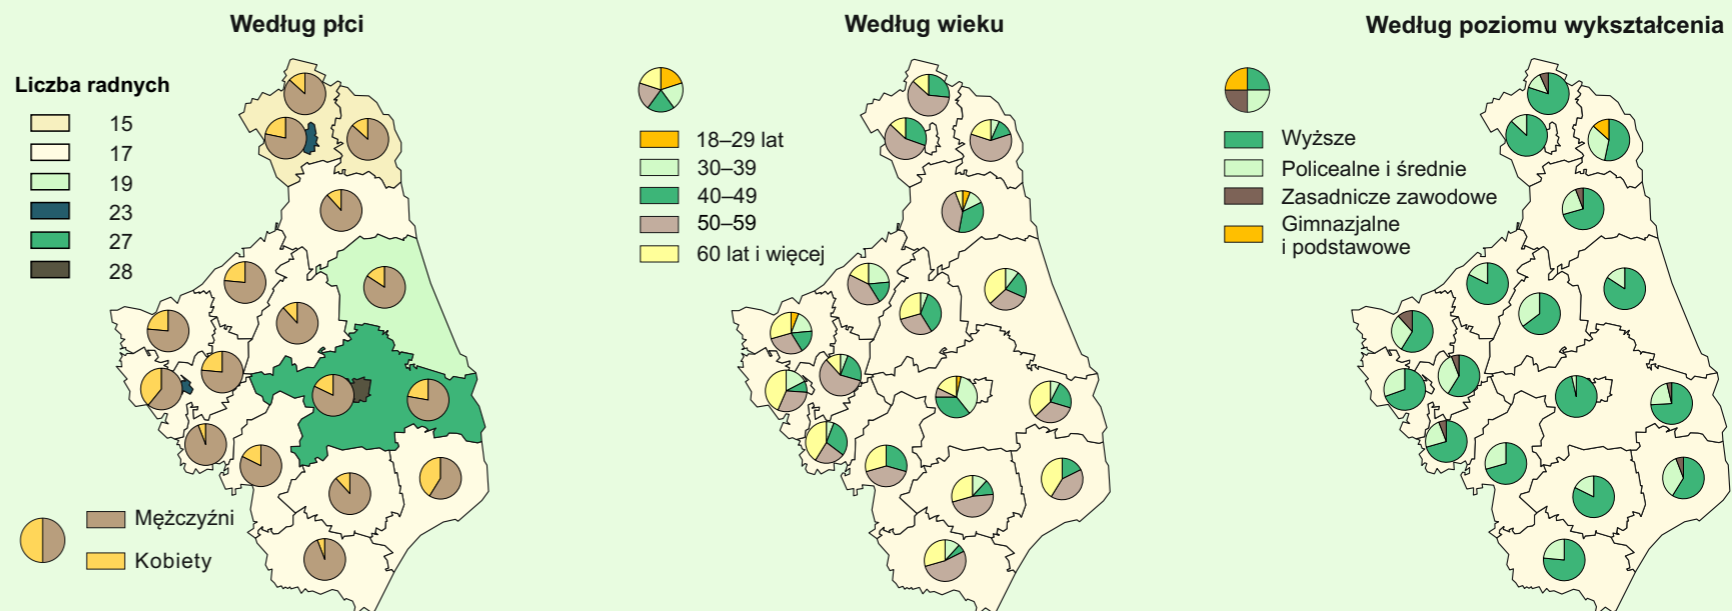 Według płci
Liczba radnych
15
17
19
23
27
28
Mężczyźni
Kobiety
Według wieku
18–29 lat
30–39
40–49
50–59
60 lat i więcej
Według poziomu wykształcenia
Wyższe
Policealne i średnie
Zasadnicze zawodowe
Gimnazjalne
i podstawowe